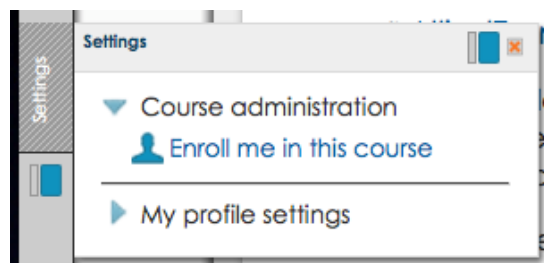 Settings
Settings
Course administration
Enroll me in this course
My profile settings